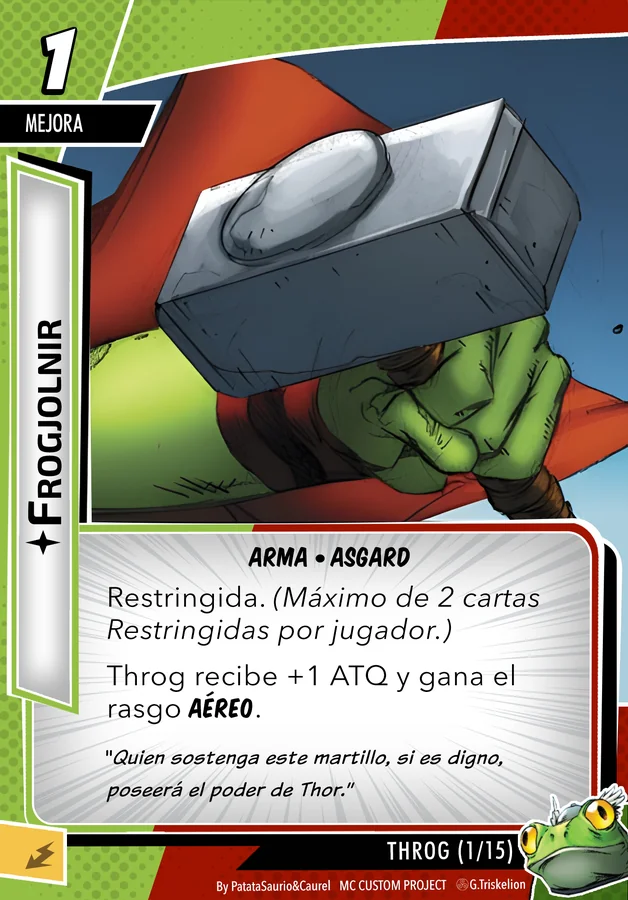 1
MEJORA
FROGJOLNIR
ARMA • ASGARD
Restringida. (Máximo de 2 cartas
Restringidas por jugador.)
Throg recibe +1 ATQ y gana el
rasgo AÉREO.
"Quien sostenga este martillo, si es digno,
poseerá el poder de Thor."
THROG (1/15)
By PatataSaurio&Caurel MC CUSTOM PROJECT G.Triskelion